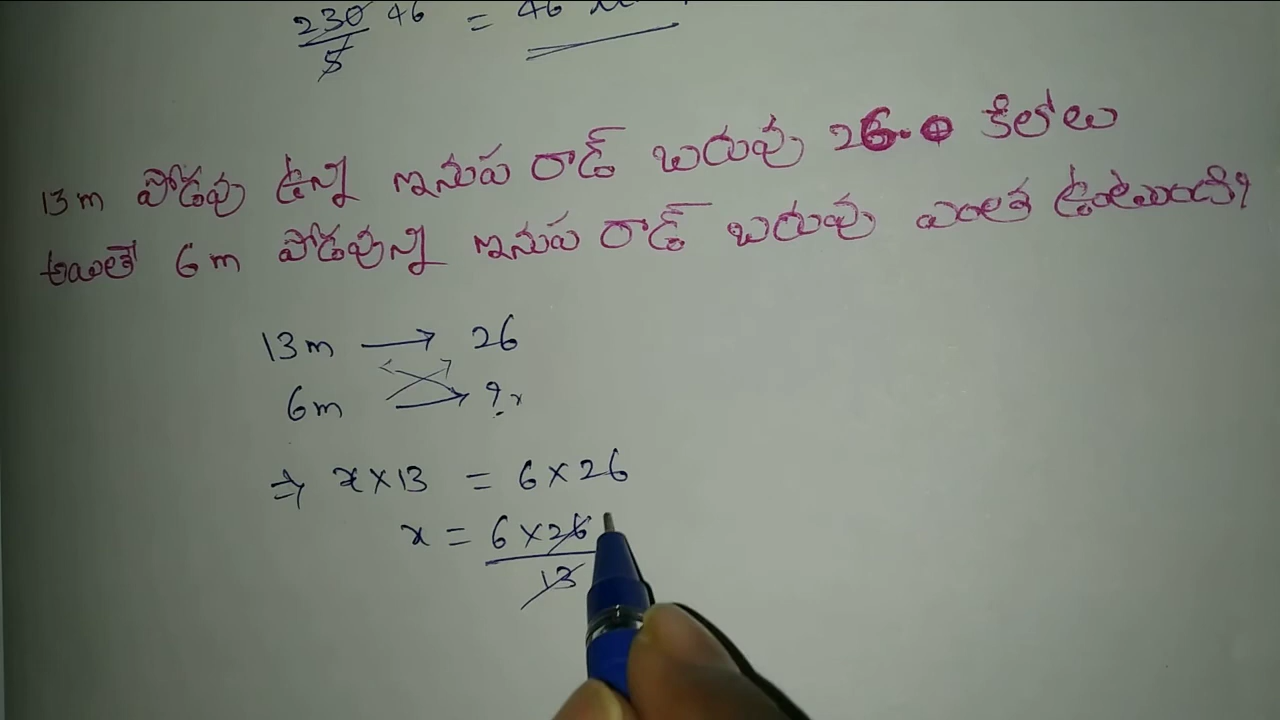 230 46 = 46
5
13m పోడవు ఉన్న ఇనుప రాడ్ బరువు 26. కిలోలు
అయితే 6m పోడవున్న ఇనుప రాడ్ బరువు ఎంత ఉంటుంది?
13m → 26
6m → ? x
⇒ x×13 = 6×26
x = 6×26
13